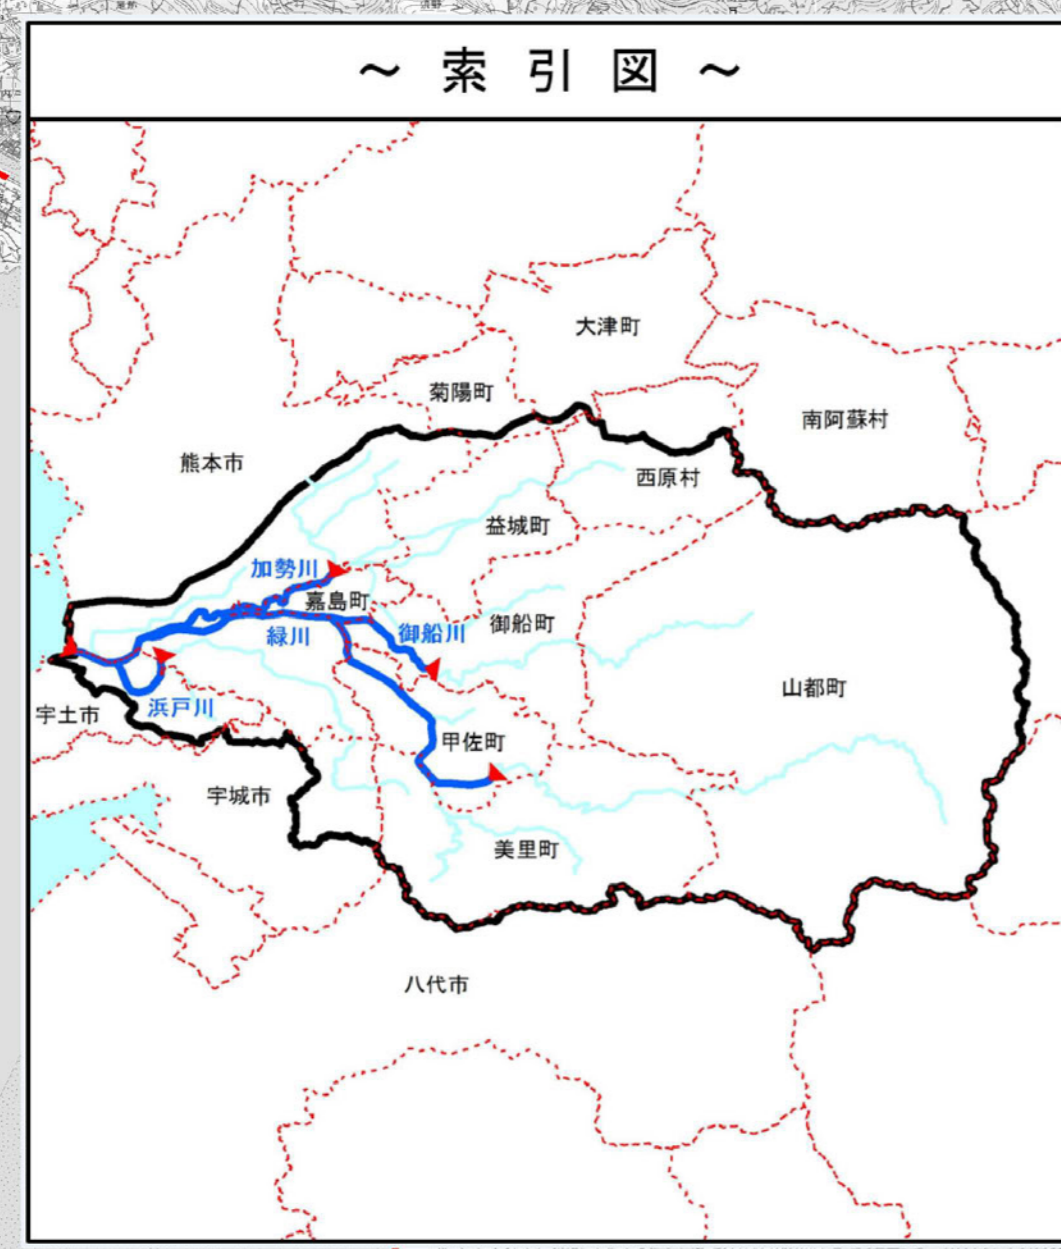 ～ 索 引 図 ～
大津町
菊陽町
南阿蘇村
熊本市
西原村
益城町
加勢川
嘉島町
緑川
御船川
御船町
山都町
浜戸川
宇土市
甲佐町
宇城市
美里町
八代市